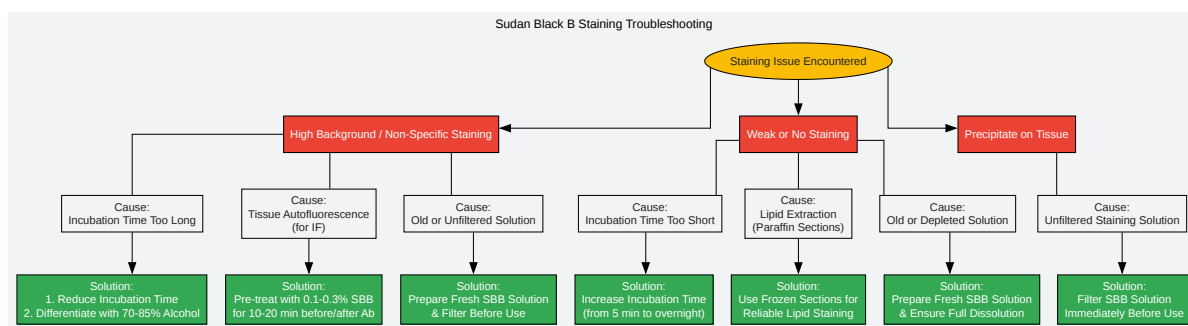 Sudan Black B Staining Troubleshooting
Staining Issue Encountered
High Background / Non-Specific Staining
Weak or No Staining
Precipitate on Tissue
Cause:
Incubation Time Too Long
Cause:
Tissue Autofluorescence
(for IF)
Cause:
Old or Unfiltered Solution
Cause:
Incubation Time Too Short
Cause:
Lipid Extraction
(Paraffin Sections)
Cause:
Old or Depleted Solution
Cause:
Unfiltered Staining Solution
Solution:
1. Reduce Incubation Time
2. Differentiate with 70-85% Alcohol
Solution:
Pre-treat with 0.1-0.3% SBB
for 10-20 min before/after Ab
Solution:
Prepare Fresh SBB Solution
& Filter Before Use
Solution:
Increase Incubation Time
(from 5 min to overnight)
Solution:
Use Frozen Sections for
Reliable Lipid Staining
Solution:
Prepare Fresh SBB Solution
& Ensure Full Dissolution
Solution:
Filter SBB Solution
Immediately Before Use